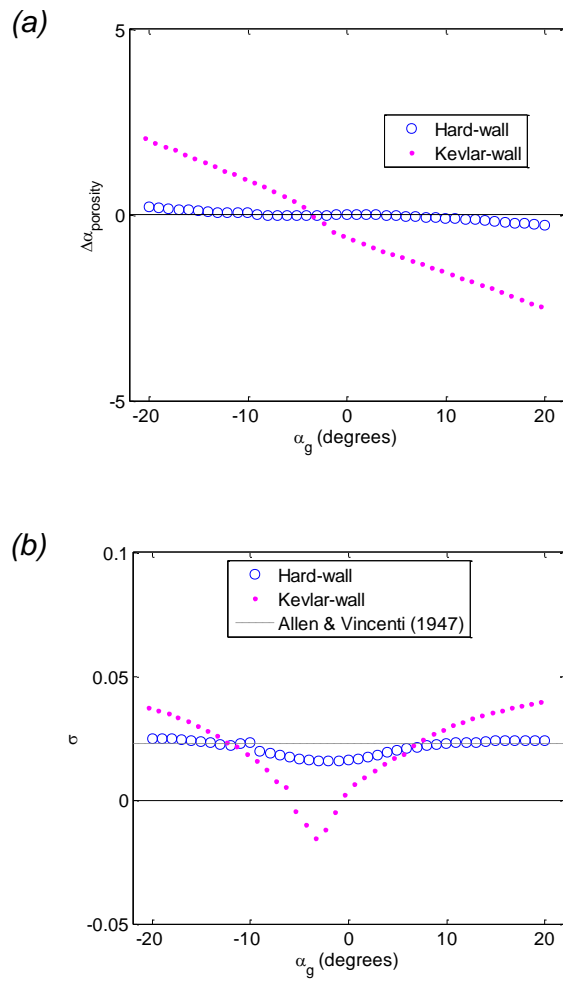 (a)
5
0
-5
Δα_porosity
Hard-wall
Kevlar-wall
-20 -10 0 10 20
α_g (degrees)
(b)
0.1
0.05
0
-0.05
σ
Hard-wall
Kevlar-wall
Allen & Vincenti (1947)
-20 -10 0 10 20
α_g (degrees)